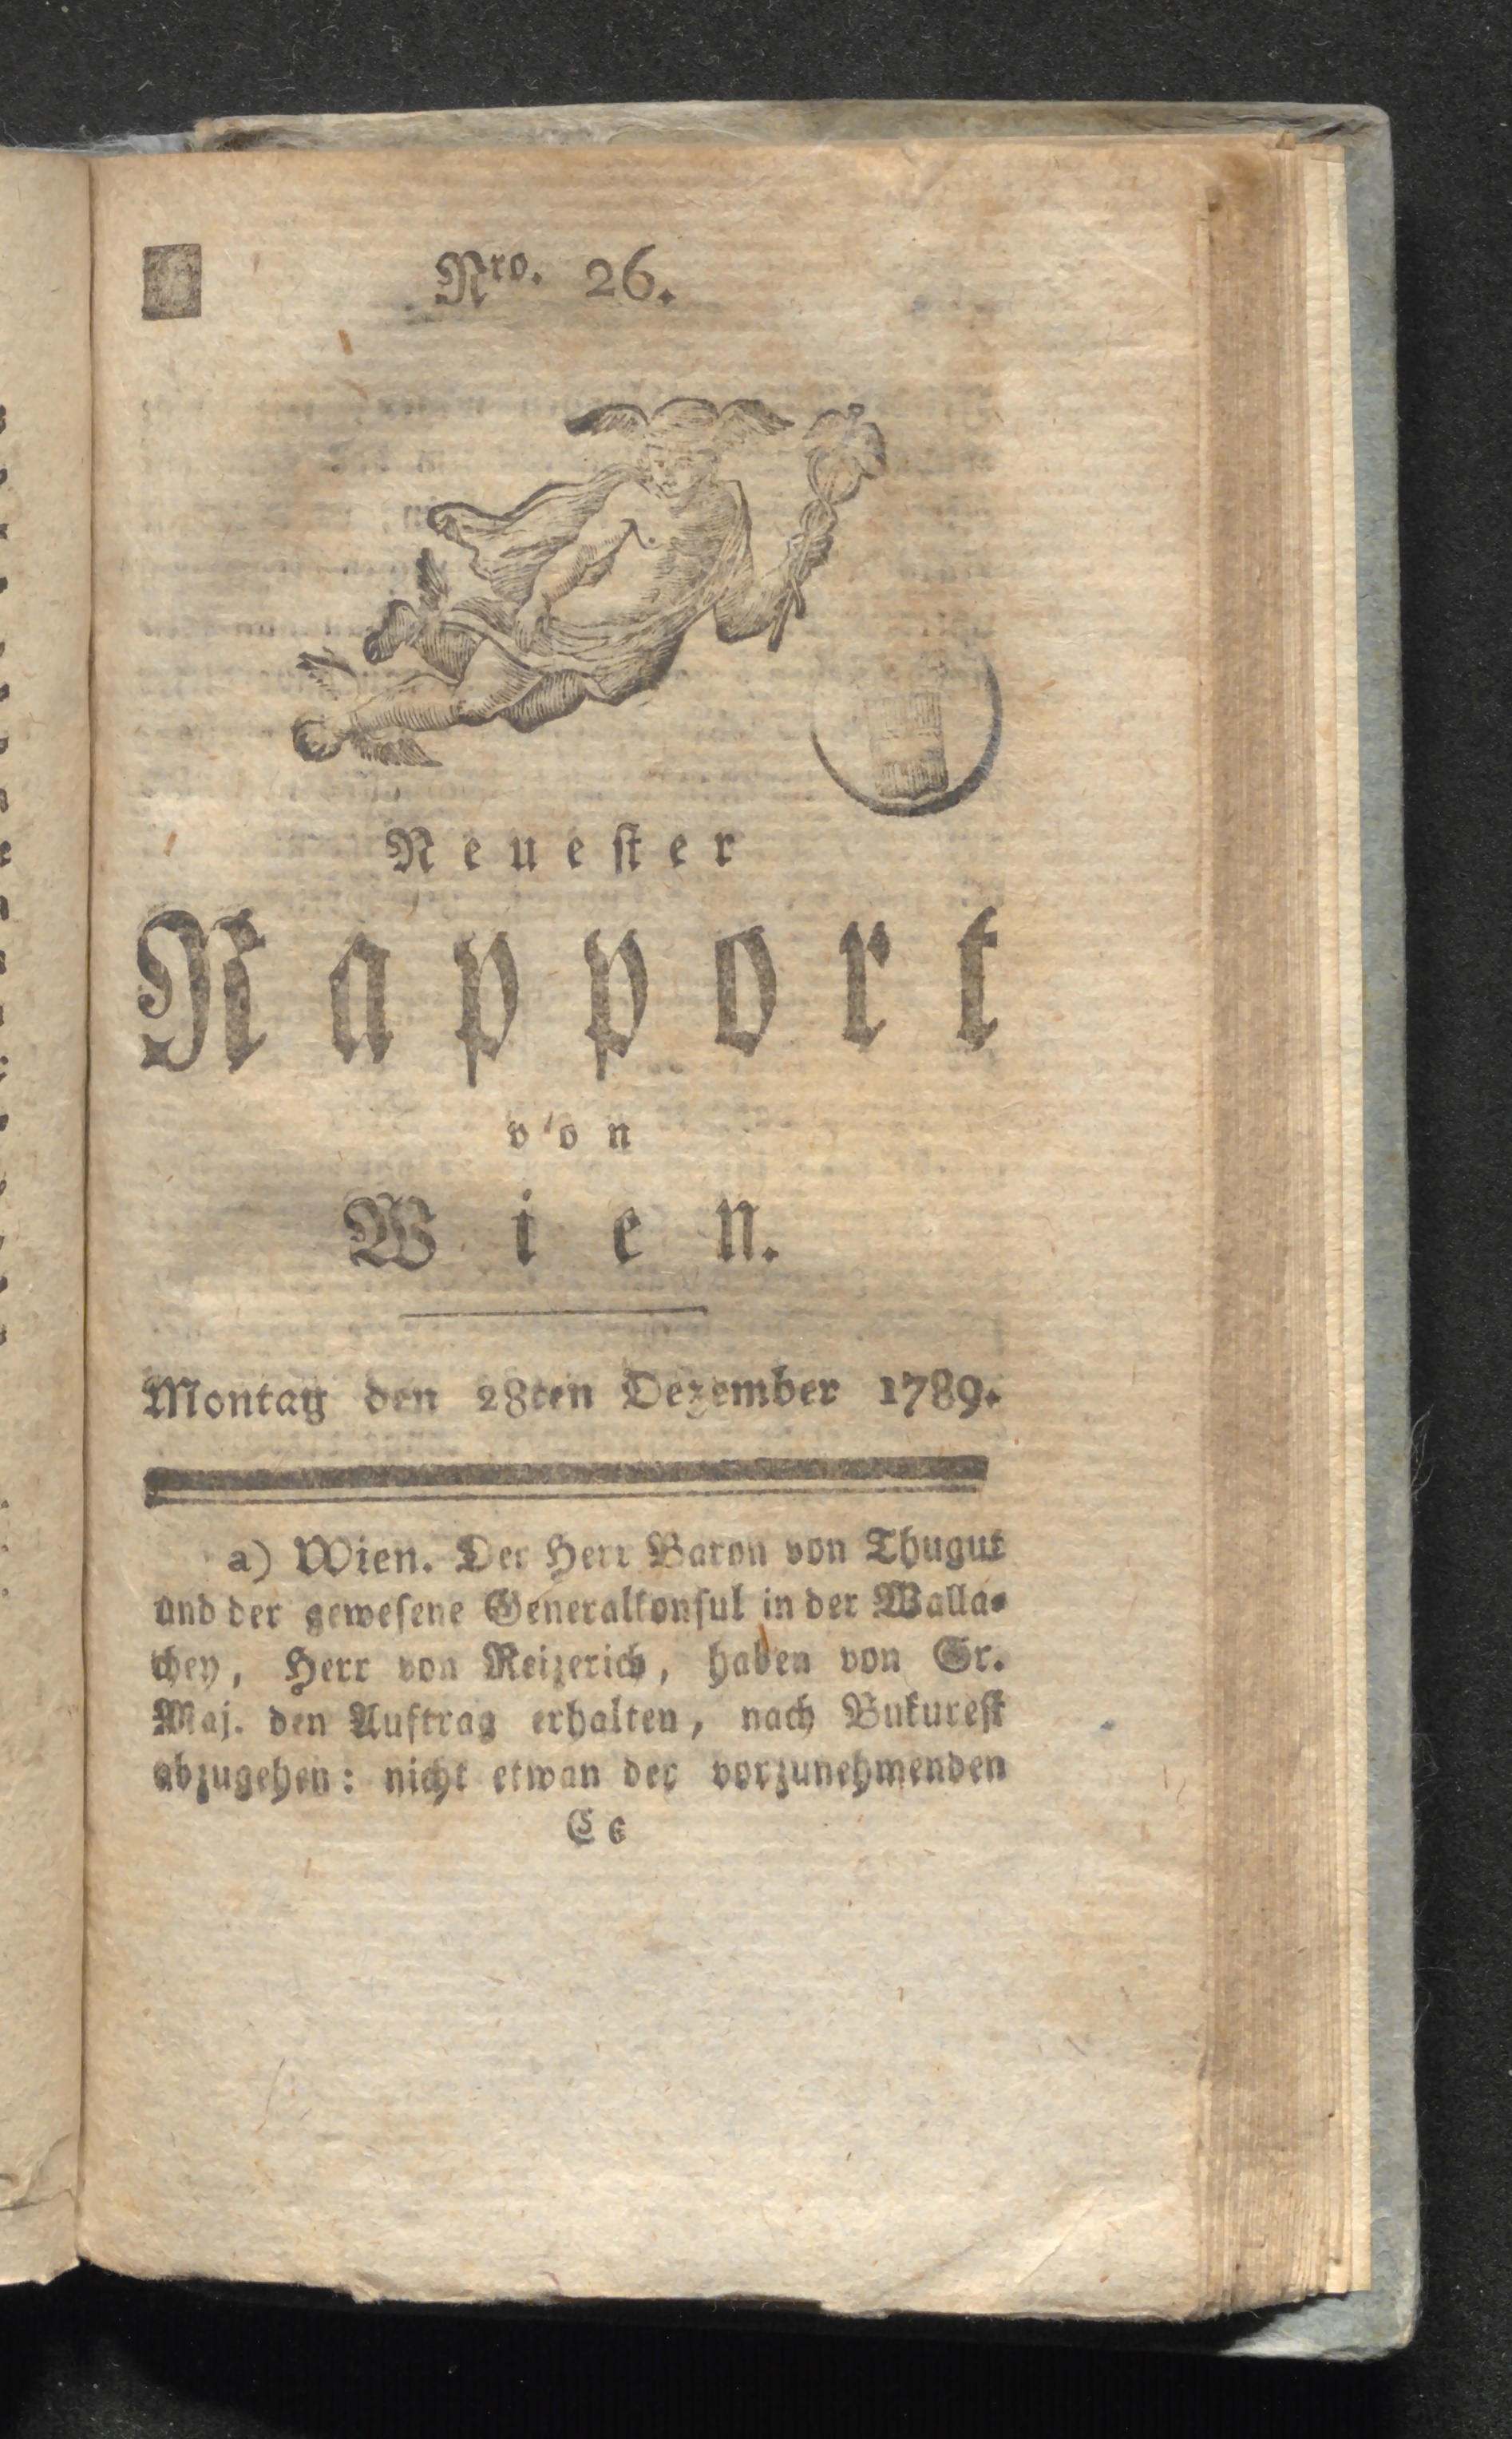 Nro. 26.
Neuester
Rapport
von
Wien.
Montag den 28ten Dezember 1789.
a) Wien. Der Herr Baron von Thugut
und der gewesene Generalkonsul in der Walla-
chey, Herr von Reizerich, haben von Sr.
Maj. den Auftrag erhalten, nach Bukurest
abzugehen: nicht etwan der vorzunehmenden